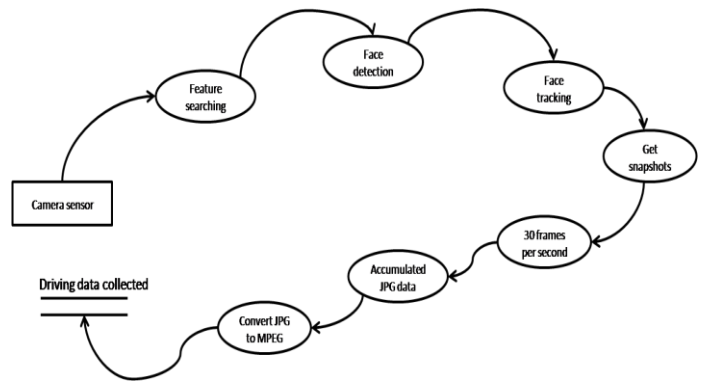 Feature
searching
Face
detection
Face
tracking
Get
snapshots
Camera sensor
30 frames
per second
Accumulated
JPG data
Convert JPG
to MPEG
Driving data collected